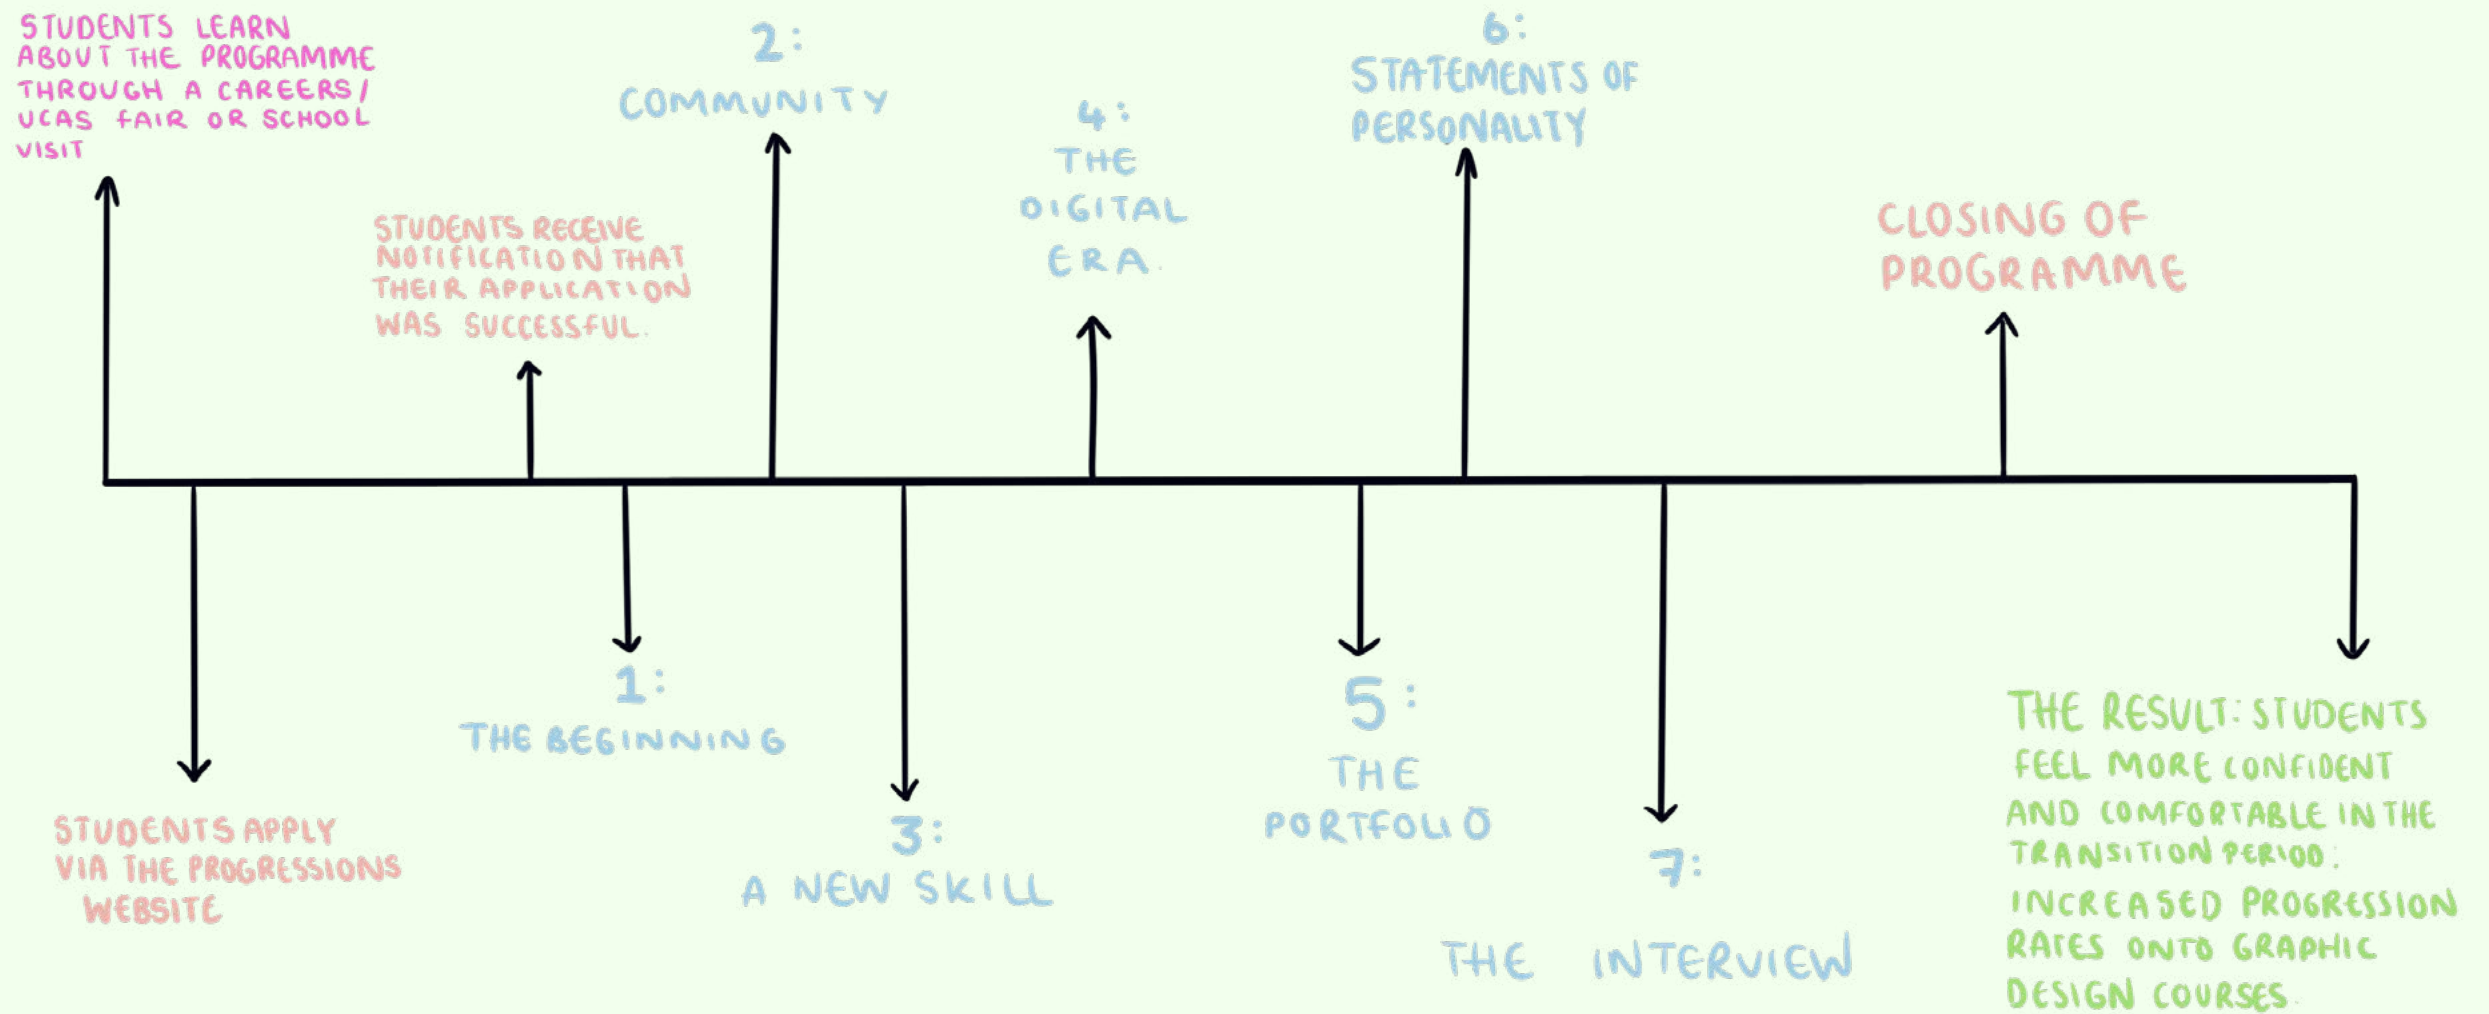 STUDENTS LEARN
ABOUT THE PROGRAMME
THROUGH A CAREERS/
UCAS FAIR OR SCHOOL
VISIT
STUDENTS APPLY
VIA THE PROGRESSIONS
WEBSITE
STUDENTS RECEIVE
NOTIFICATION THAT
THEIR APPLICATION
WAS SUCCESSFUL.
1:
THE BEGINNING
2:
COMMUNITY
3:
A NEW SKILL
4:
THE
DIGITAL
ERA.
5:
THE
PORTFOLIO
6:
STATEMENTS OF
PERSONALITY
7:
THE INTERVIEW
CLOSING OF
PROGRAMME
THE RESULT: STUDENTS
FEEL MORE CONFIDENT
AND COMFORTABLE IN THE
TRANSITION PERIOD:
INCREASED PROGRESSION
RATES ONTO GRAPHIC
DESIGN COURSES.